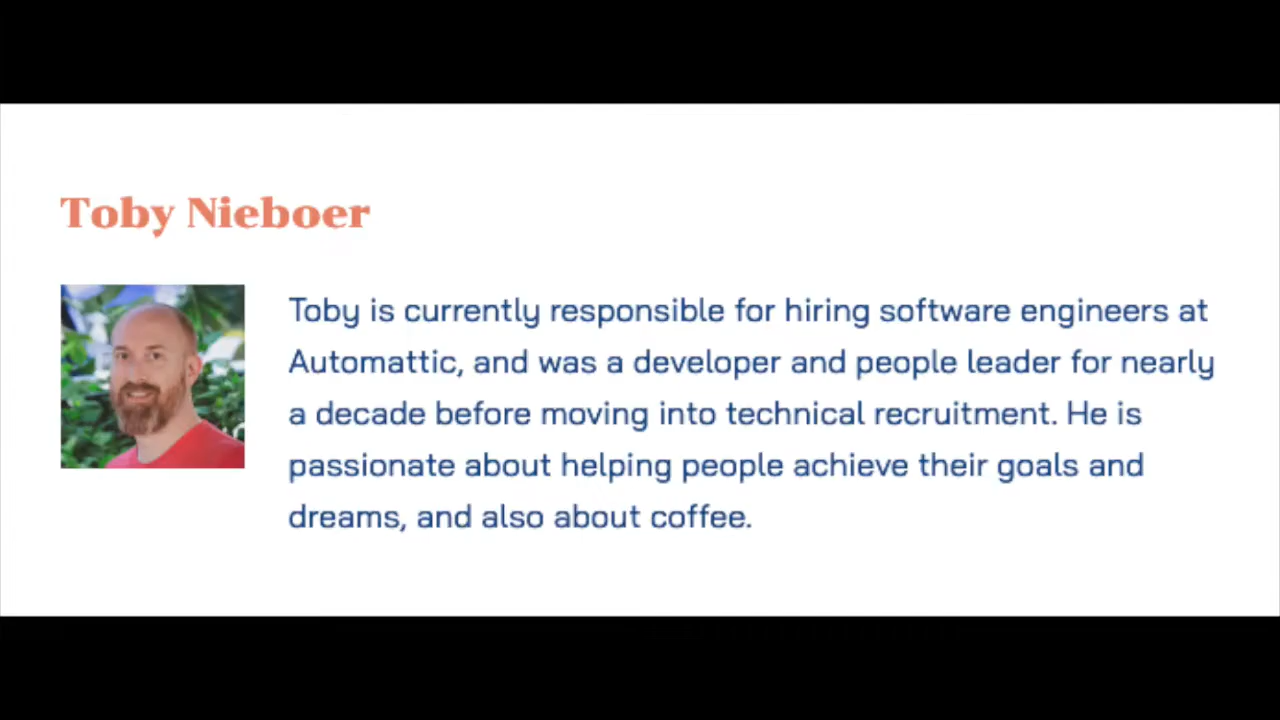 Toby Nieboer
Toby is currently responsible for hiring software engineers at
Automattic, and was a developer and people leader for nearly
a decade before moving into technical recruitment. He is
passionate about helping people achieve their goals and
dreams, and also about coffee.